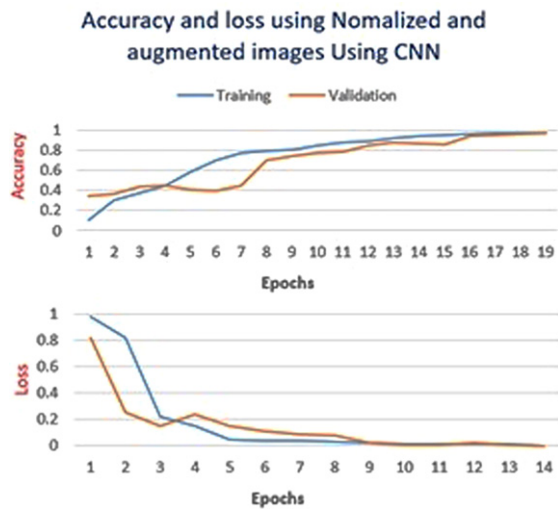 Accuracy and loss using Nomalized and
augmented images Using CNN
Training Validation
Accuracy
1
0.8
0.6
0.4
0.2
0
1 2 3 4 5 6 7 8 9 10 11 12 13 14 15 16 17 18 19
Epochs
Loss
1
0.8
0.6
0.4
0.2
0
1 2 3 4 5 6 7 8 9 10 11 12 13 14
Epochs